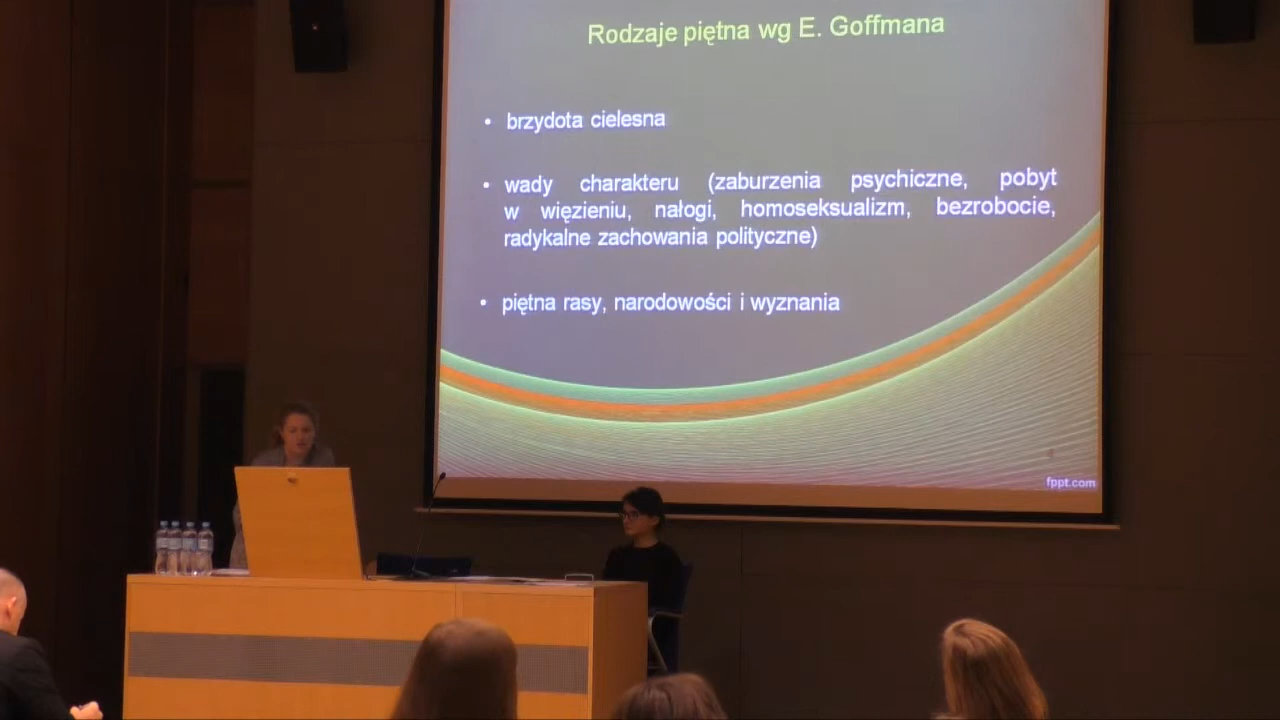 Rodzaje piętna wg E. Goffmana
• brzydota cielesna
• wady charakteru (zaburzenia psychiczne, pobyt
w więzieniu, nałogi, homoseksualizm, bezrobocie,
radykalne zachowania polityczne)
• piętna rasy, narodowości i wyznania
fppt.com